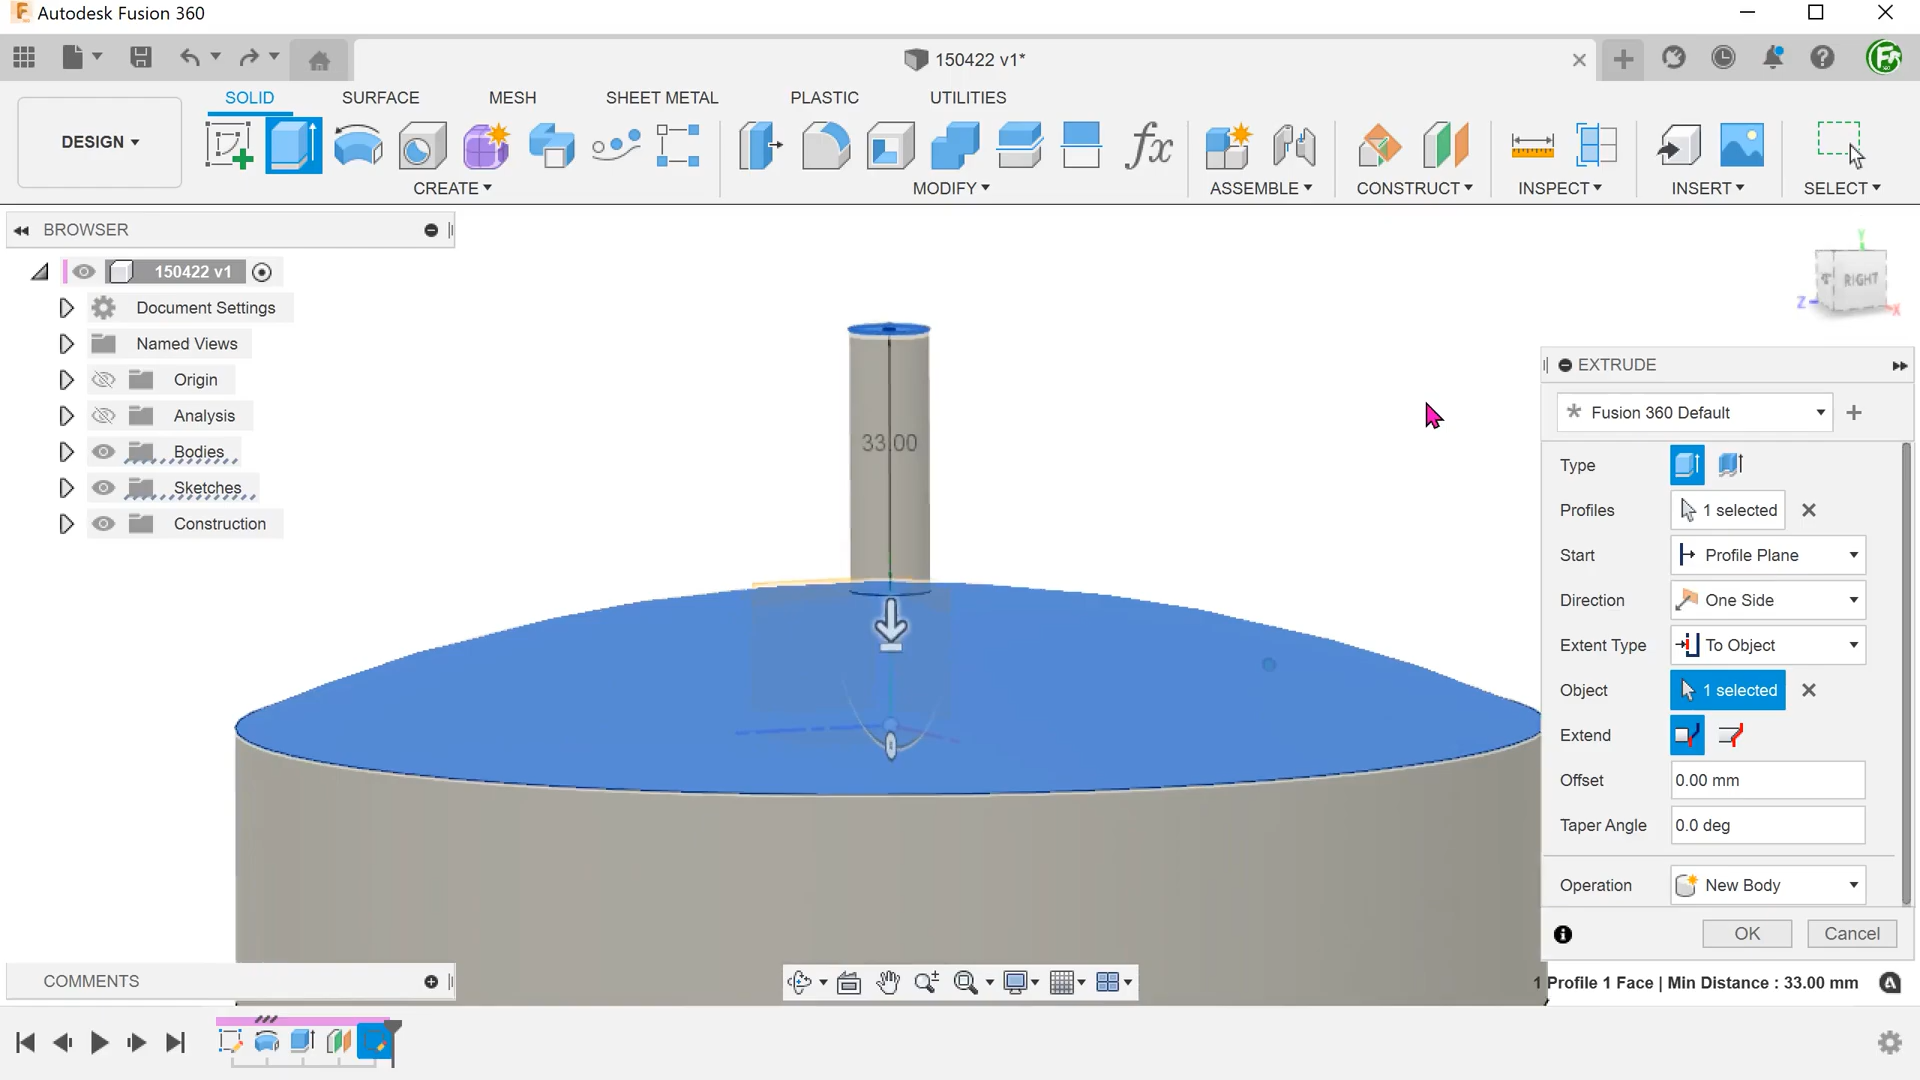 Autodesk Fusion 360
150422 v1*
DESIGN
SOLID
SURFACE
MESH
SHEET METAL
PLASTIC
UTILITIES
CREATE
MODIFY
ASSEMBLE
CONSTRUCT
INSPECT
INSERT
SELECT
BROWSER
150422 v1
Document Settings
Named Views
Origin
Analysis
Bodies
Sketches
Construction
33.00
Y
RIGHT
Z
X
EXTRUDE
Fusion 360 Default
Type
Profiles 1 selected
Start Profile Plane
Direction One Side
Extent Type To Object
Object 1 selected
Extend
Offset 0.00 mm
Taper Angle 0.0 deg
Operation New Body
OK Cancel
1 Profile 1 Face | Min Distance : 33.00 mm
COMMENTS